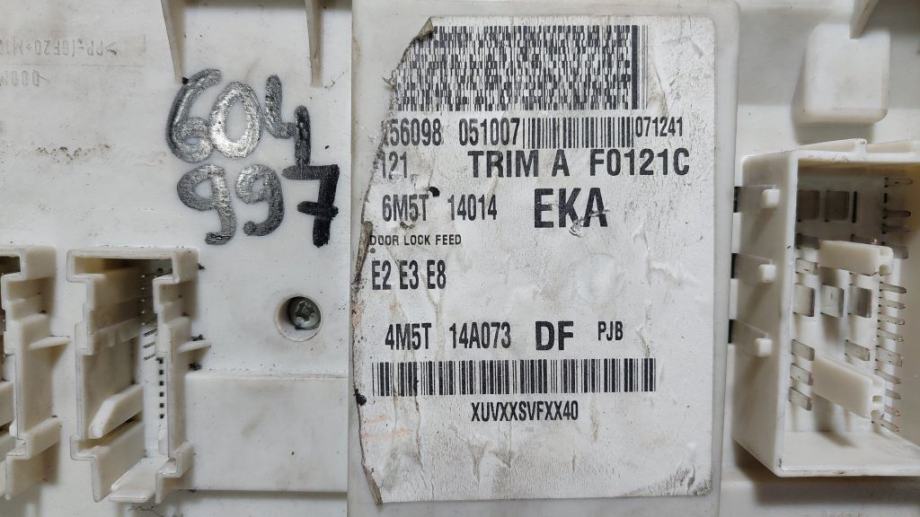 604
997
156098 051007 071241
121 TRIM A F0121C
6M5T 14014 EKA
DOOR LOCK FEED
E2 E3 E8
4M5T 14A073 DF PJB
XUVXXSVFXX40